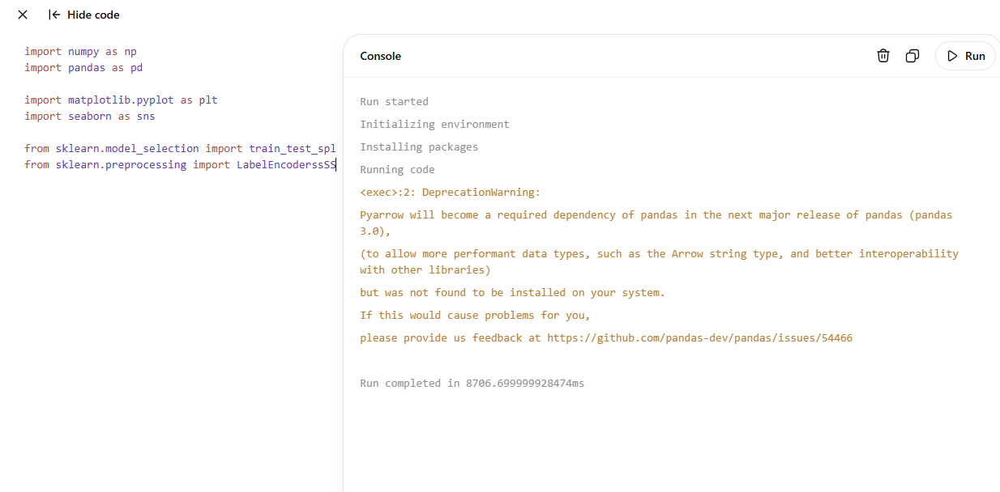 Hide code
import numpy as np
import pandas as pd
import matplotlib.pyplot as plt
import seaborn as sns
from sklearn.model_selection import train_test_spl
from sklearn.preprocessing import LabelEncoderssSS
Console
Run
Run started
Initializing environment
Installing packages
Running code
<exec>:2: DeprecationWarning:
Pyarrow will become a required dependency of pandas in the next major release of pandas (pandas
3.0),
(to allow more performant data types, such as the Arrow string type, and better interoperability
with other libraries)
but was not found to be installed on your system.
If this would cause problems for you,
please provide us feedback at https://github.com/pandas-dev/pandas/issues/54466
Run completed in 8706.699999928474ms